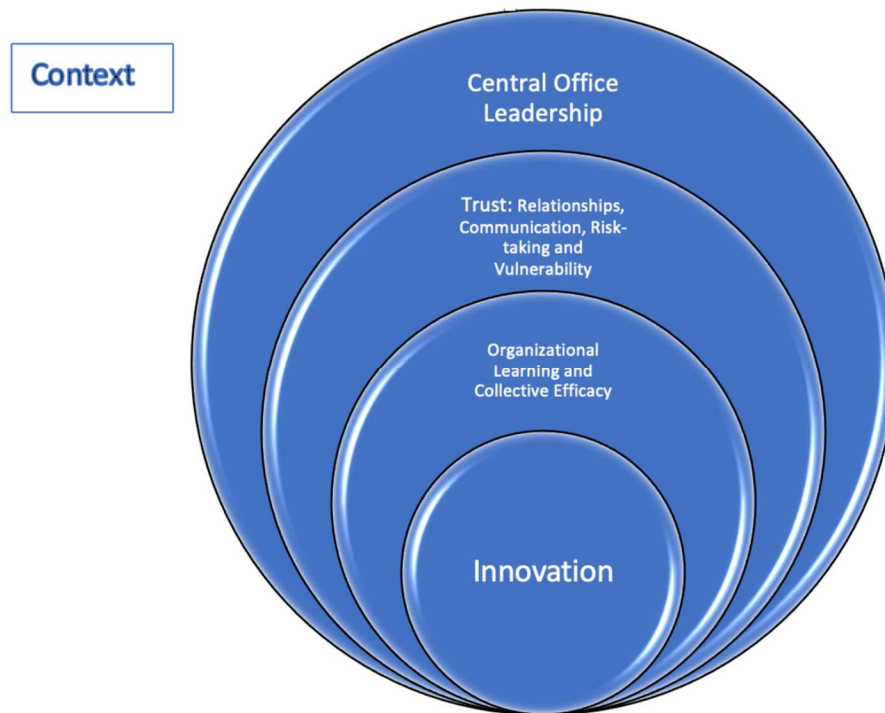 Context
Central Office
Leadership
Trust: Relationships,
Communication, Risk-
taking and
Vulnerability
Organizational
Learning and
Collective Efficacy
Innovation